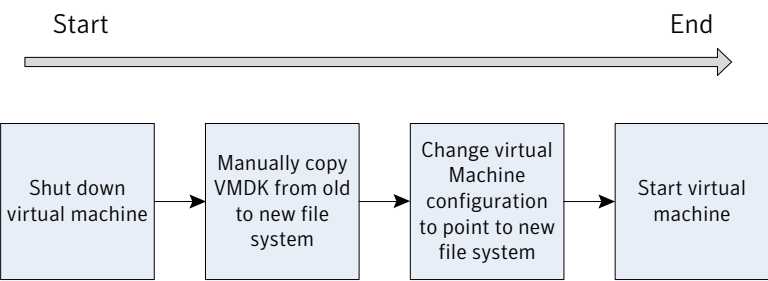 Start
End
Shut down
virtual machine
Manually copy
VMDK from old
to new file
system
Change virtual
Machine
configuration
to point to new
file system
Start virtual
machine